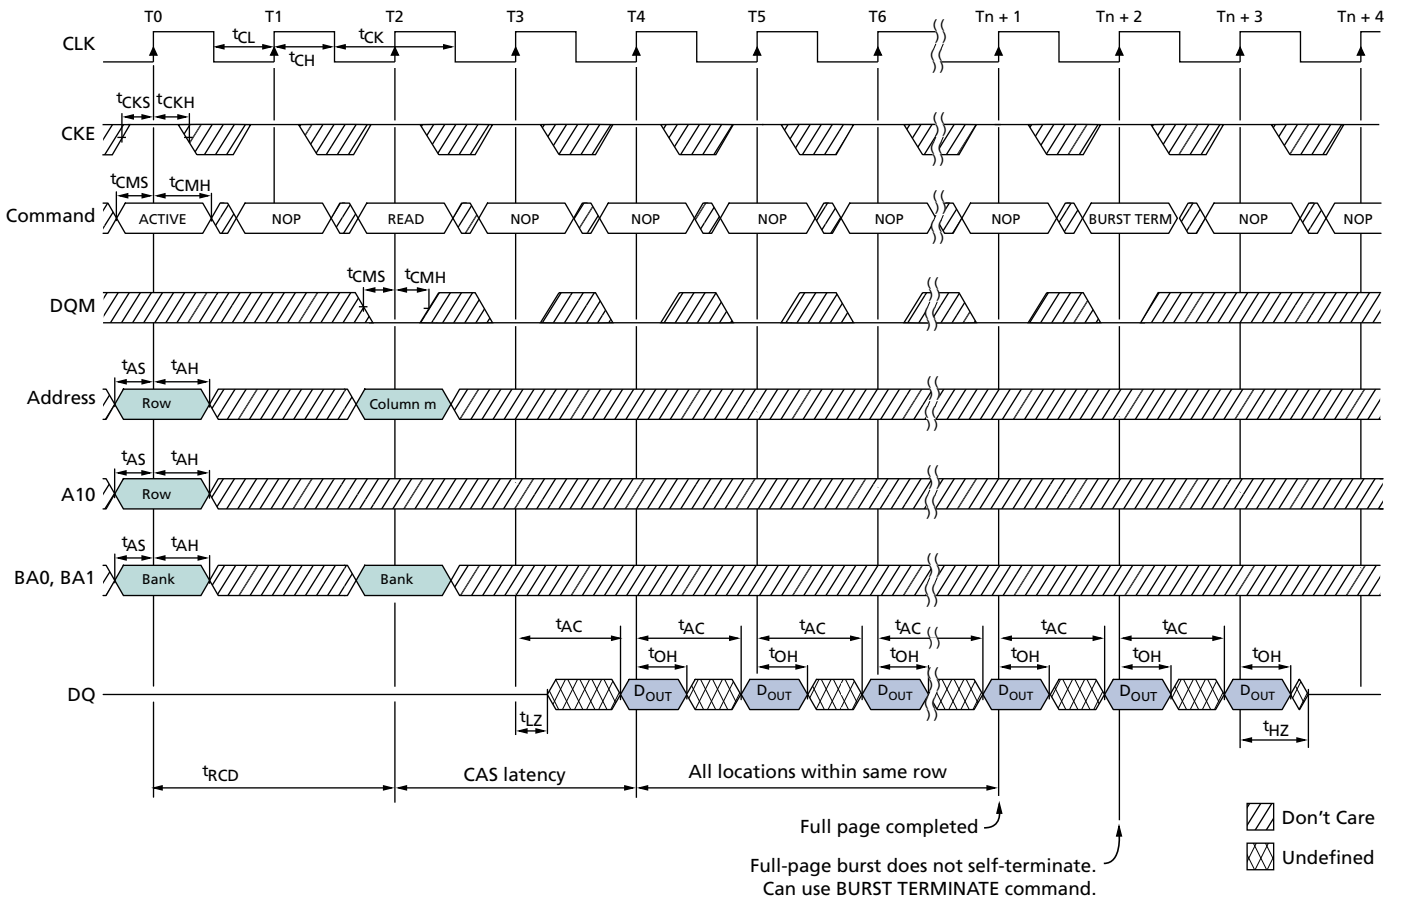 T0 T1 T2 T3 T4 T5 T6 Tn + 1 Tn + 2 Tn + 3 Tn + 4
CLK
tCL tCK
tCH
tCKS tCKH
CKE
tCMS tCMH
Command ACTIVE NOP READ NOP NOP NOP NOP NOP BURST TERM NOP NOP
tCMS tCMH
DQM
tAS tAH
Address Row Column m
tAS tAH
A10 Row
tAS tAH
BA0, BA1 Bank Bank
tAC tAC tAC tAC tAC tAC
tOH tOH tOH tOH tOH tOH
DQ DOUT DOUT DOUT DOUT DOUT DOUT
tLZ tHZ
tRCD CAS latency All locations within same row
Full page completed
Full-page burst does not self-terminate.
Can use BURST TERMINATE command.
Don't Care
Undefined